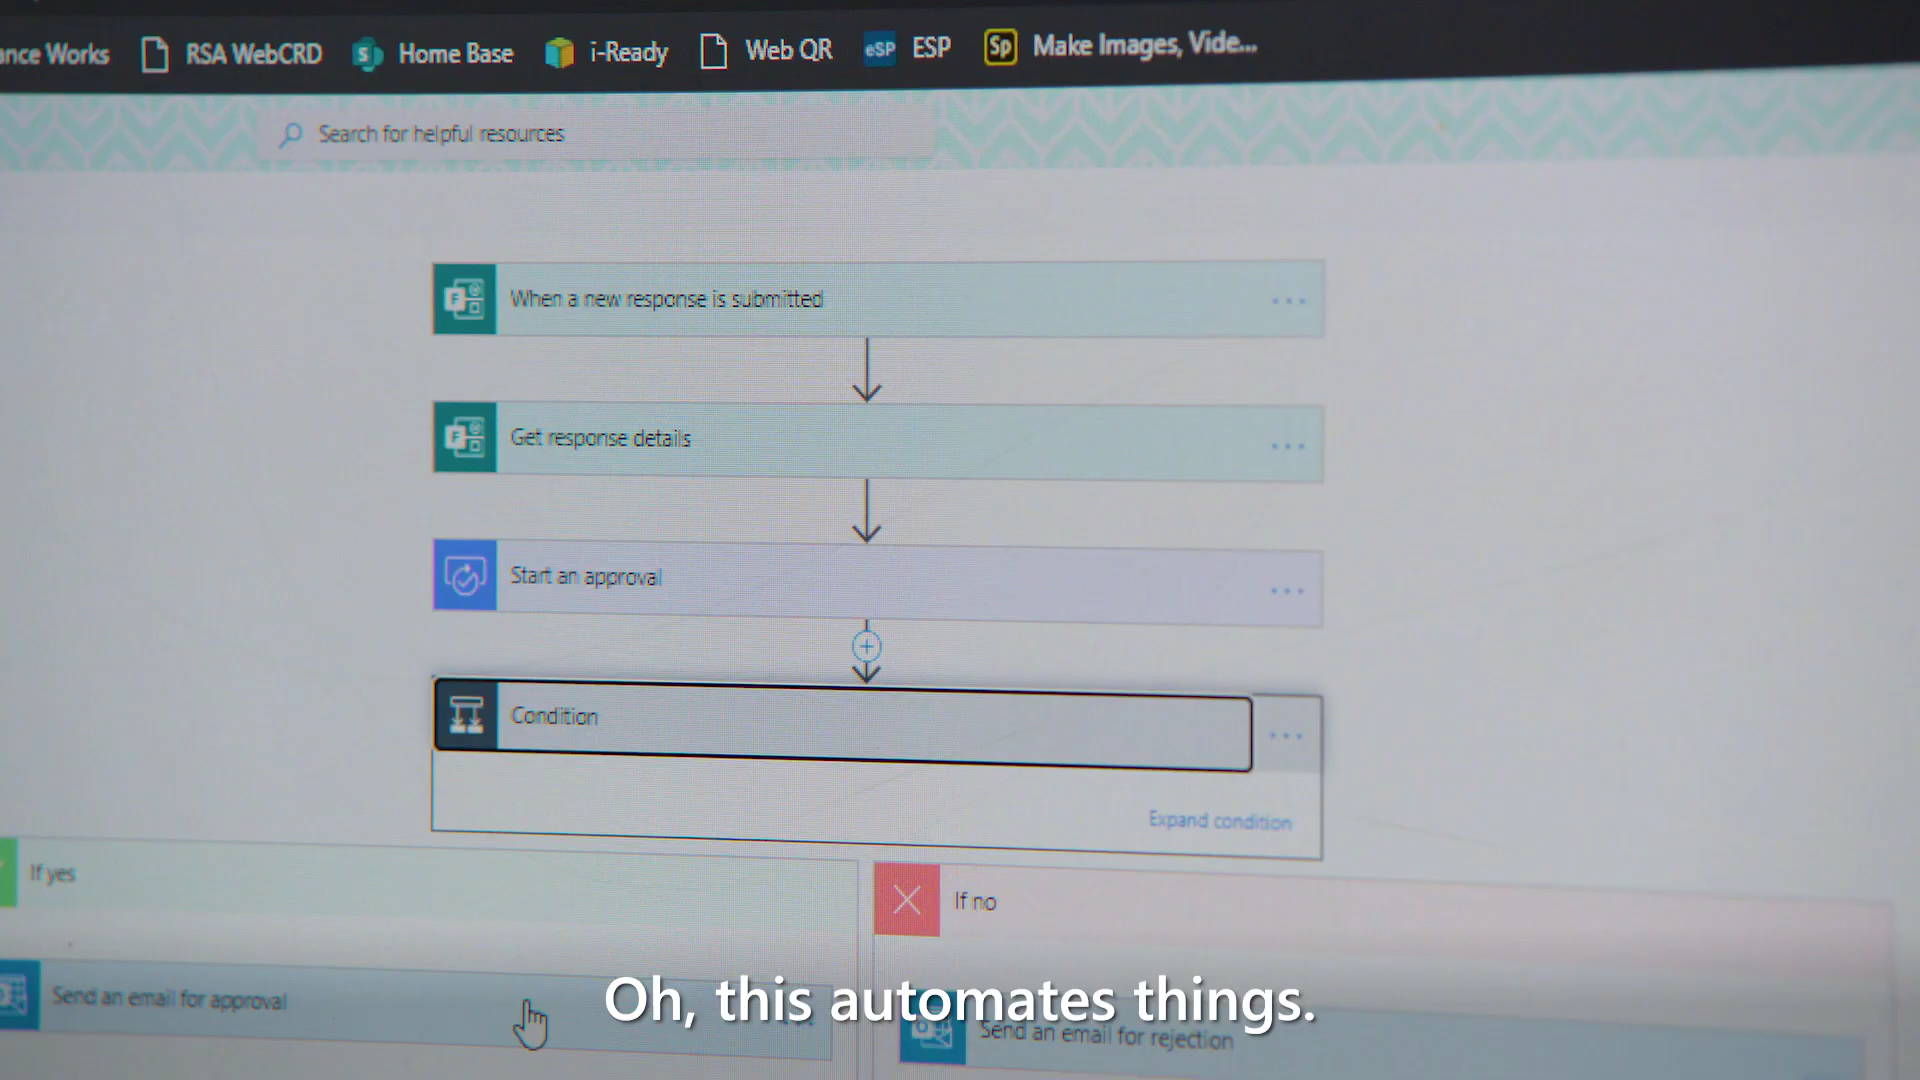 ance Works
RSA WebCRD
S
Home Base
i-Ready
Web QR
eSP
ESP
Sp
Make Images, Vide...
Search for helpful resources
F
When a new response is submitted
F
Get response details
Start an approval
Condition
Expand condition
If yes
If no
Send an email for approval
Send an email for rejection
Oh, this automates things.